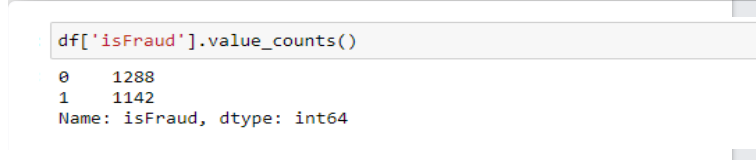 df['isFraud'].value_counts()
0    1288
1    1142
Name: isFraud, dtype: int64